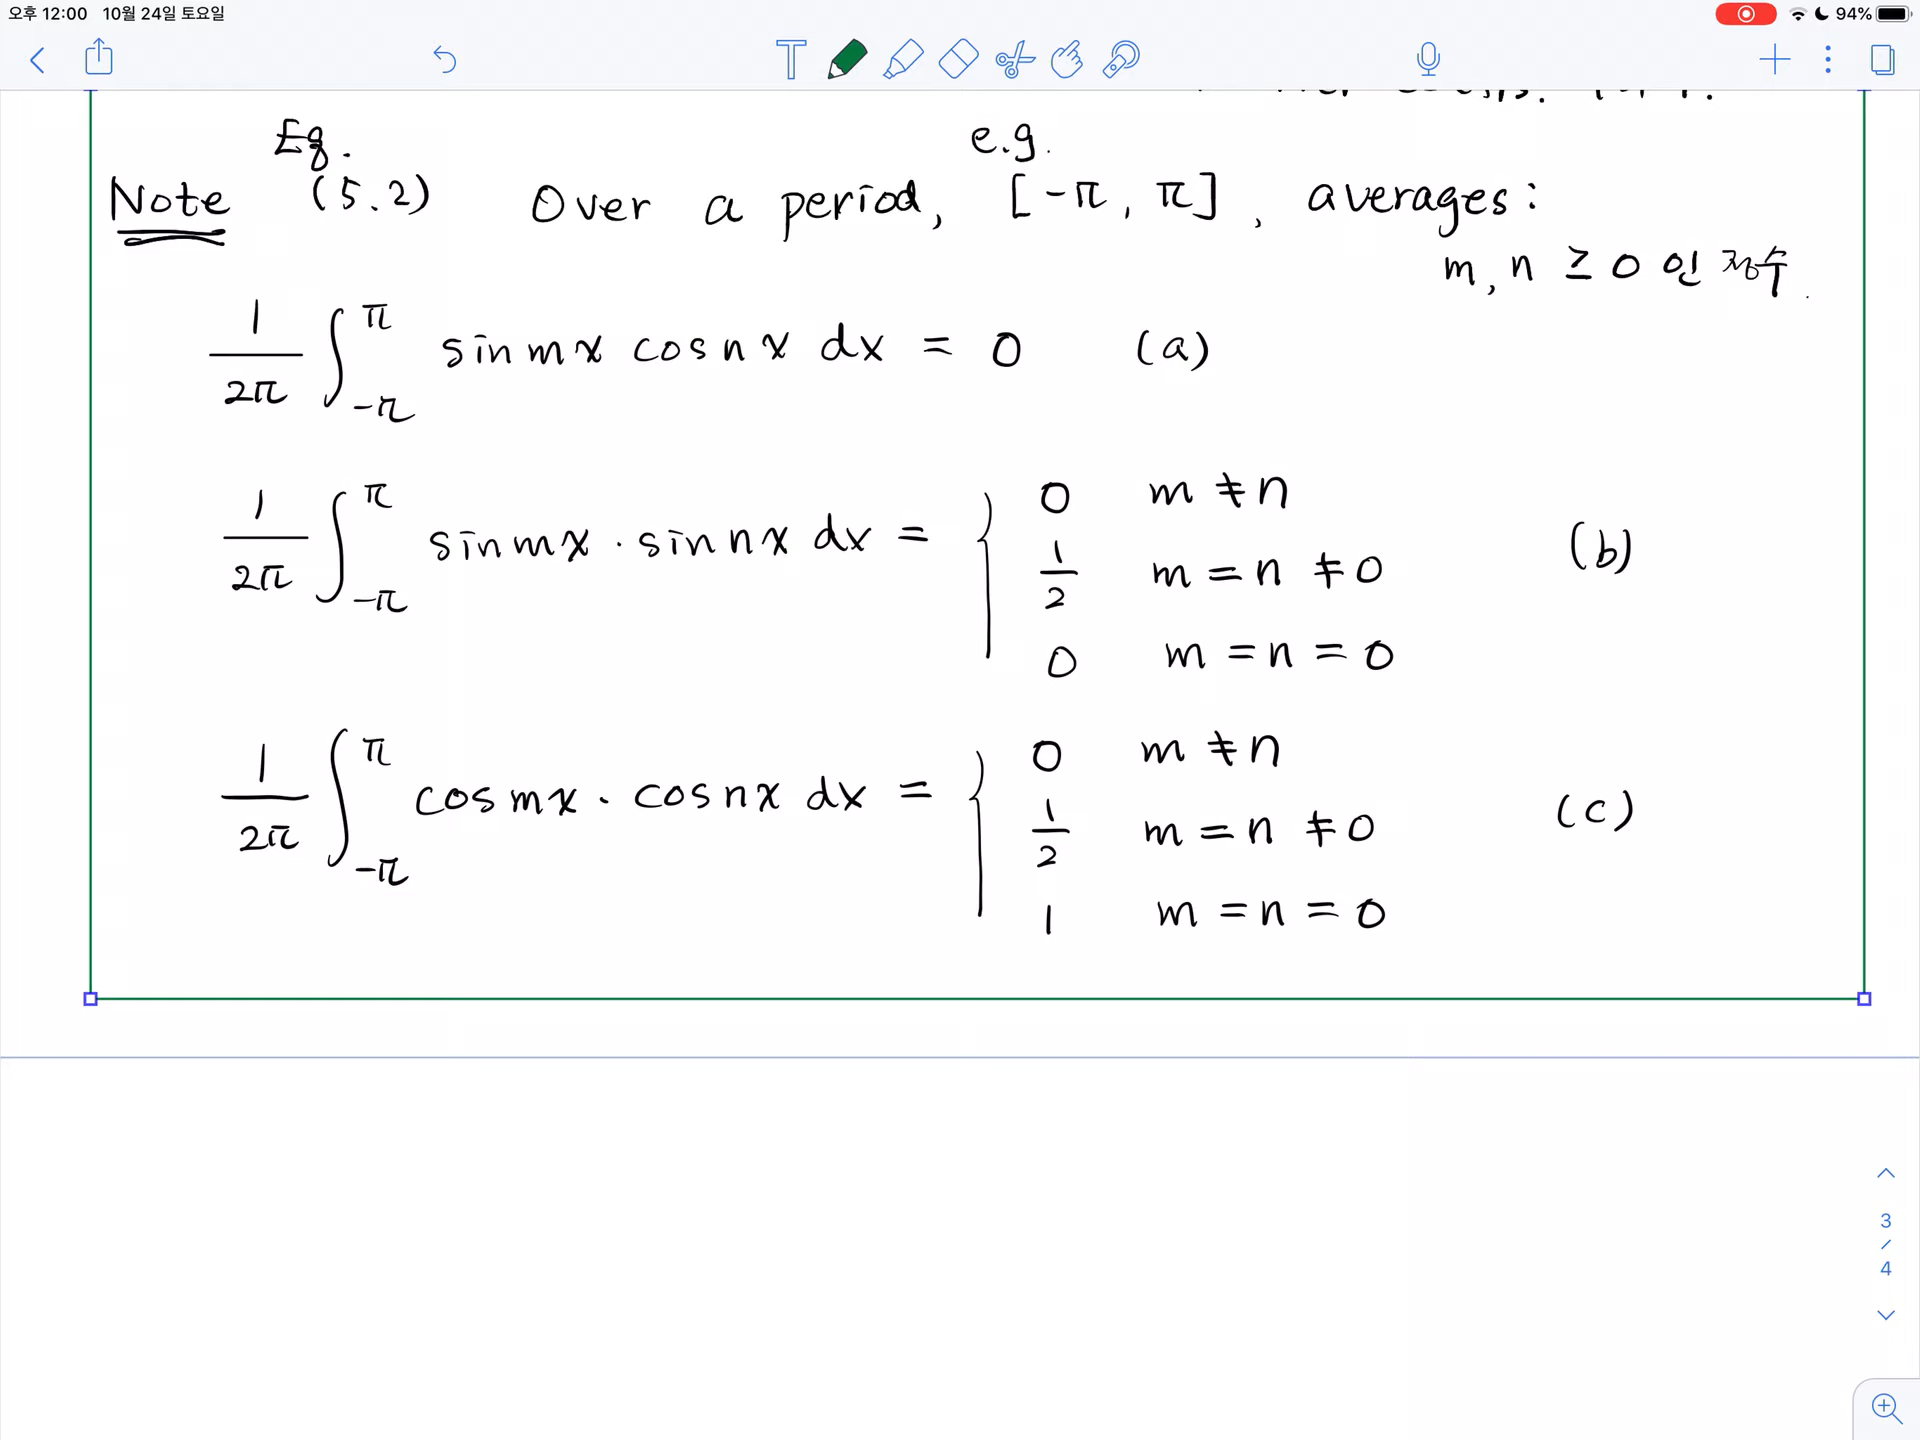 오후 12:00 10월 24일 토요일
94%
Eq. e.g.
Note (5.2) Over a period, [-π, π], averages:
m, n ≥ 0 인 정수.
1/2π ∫_{-π}^{π} sin mx cos nx dx = 0 (a)
1/2π ∫_{-π}^{π} sin mx · sin nx dx = { 0 m ≠ n
1/2 m = n ≠ 0 (b)
0 m = n = 0
1/2π ∫_{-π}^{π} cos mx · cos nx dx = { 0 m ≠ n
1/2 m = n ≠ 0 (c)
1 m = n = 0
3
/
4